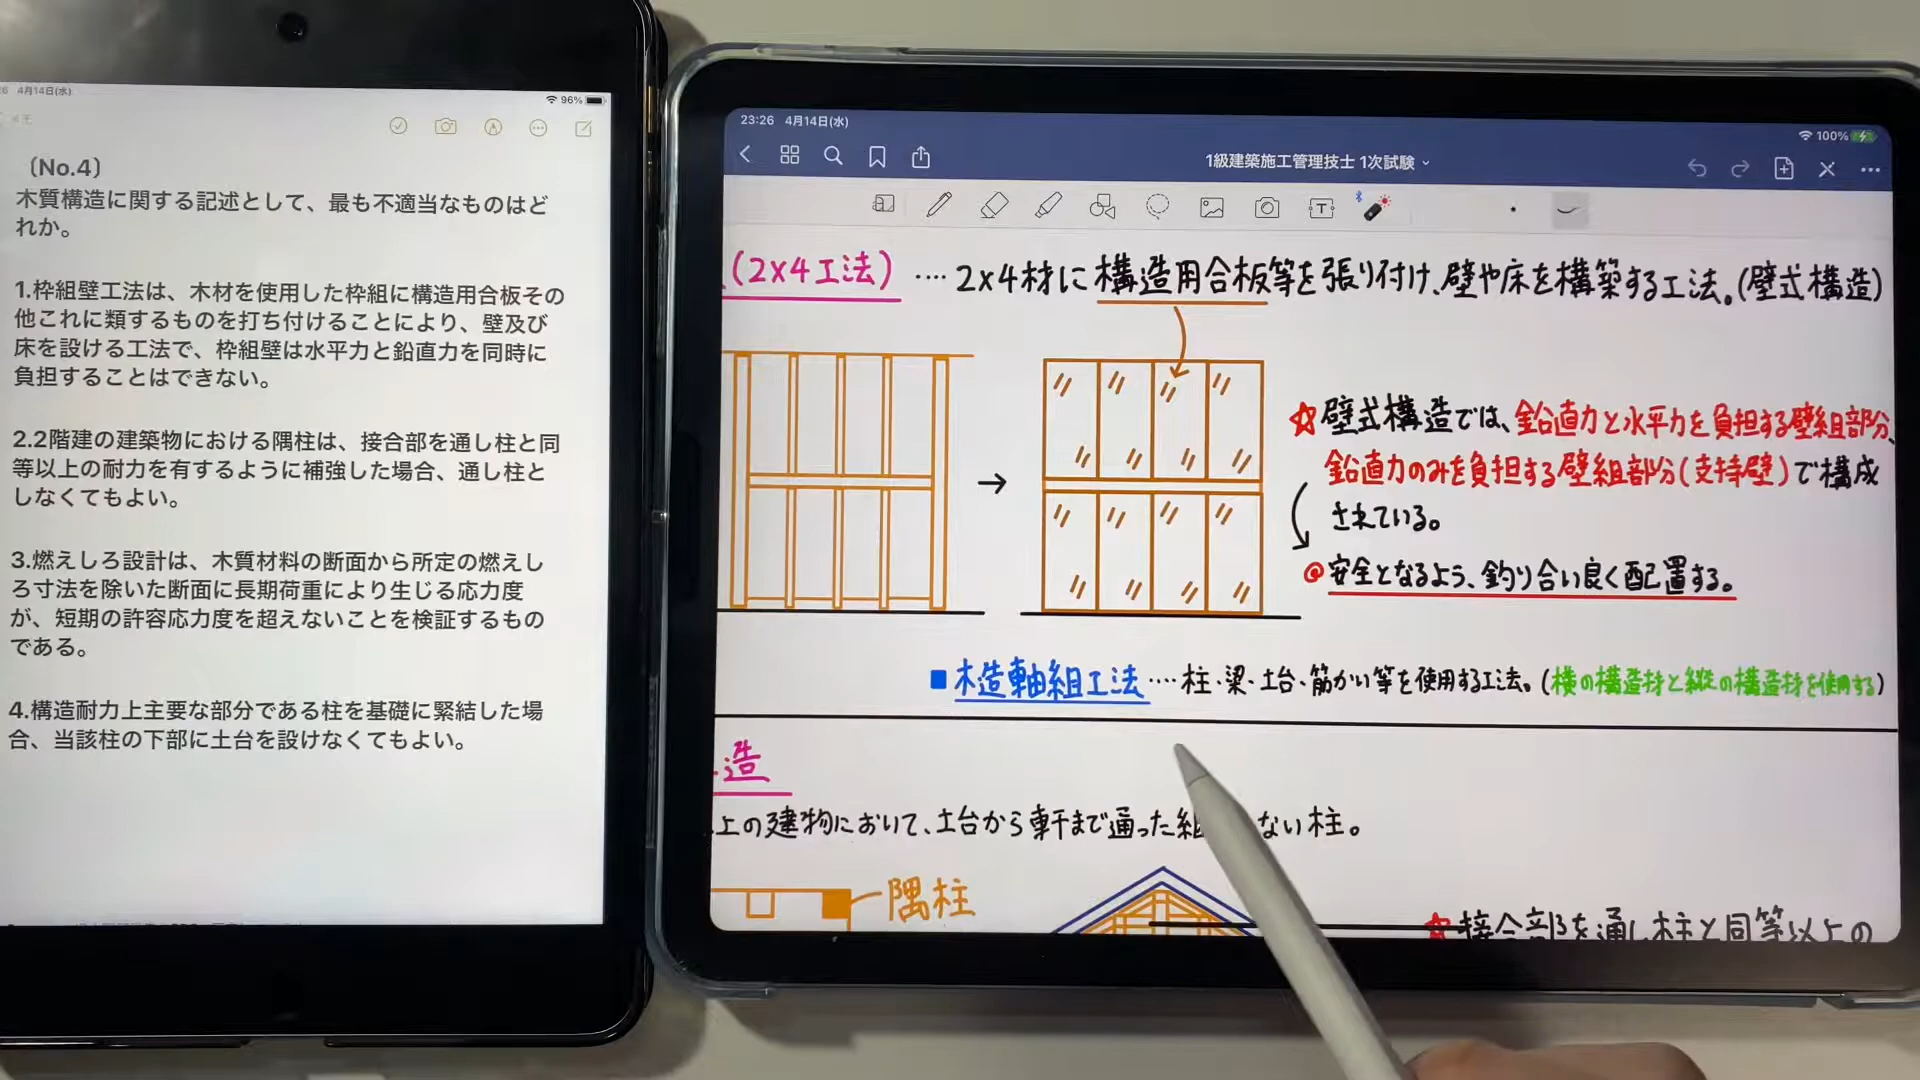 4月14日(水)
96%
〔No.4〕
木質構造に関する記述として、最も不適当なものはど
れか。
1.枠組壁工法は、木材を使用した枠組に構造用合板その
他これに類するものを打ち付けることにより、壁及び
床を設ける工法で、枠組壁は水平力と鉛直力を同時に
負担することはできない。
2.2階建の建築物における隅柱は、接合部を通し柱と同
等以上の耐力を有するように補強した場合、通し柱と
しなくてもよい。
3.燃えしろ設計は、木質材料の断面から所定の燃えし
ろ寸法を除いた断面に長期荷重により生じる応力度
が、短期の許容応力度を超えないことを検証するもの
である。
4.構造耐力上主要な部分である柱を基礎に緊結した場
合、当該柱の下部に土台を設けなくてもよい。
23:26 4月14日(水)
100%
1級建築施工管理技士 1次試験
(2x4工法) ‥‥ 2x4材に構造用合板等を張り付け、壁や床を構築する工法。(壁式構造)
☆壁式構造では、鉛直力と水平力を負担する壁組部分、
鉛直力のみを負担する壁組部分(支持壁)で構成
されている。
◎安全となるよう、釣り合い良く配置する。
■木造軸組工法‥‥柱・梁・土台・筋かい等を使用する工法。(横の構造材と縦の構造材を使用する)
造
上の建物において、土台から軒まで通った ない柱。
隅柱
★接合部を通し柱と同等以上の